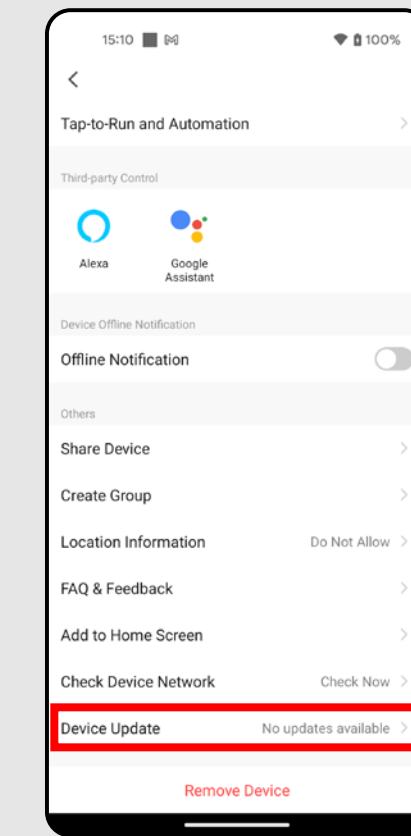 15:10 100%
Tap-to-Run and Automation
Third-party Control
Alexa Google
Assistant
Device Offline Notification
Offline Notification
Others
Share Device
Create Group
Location Information Do Not Allow
FAQ & Feedback
Add to Home Screen
Check Device Network Check Now
Device Update No updates available
Remove Device